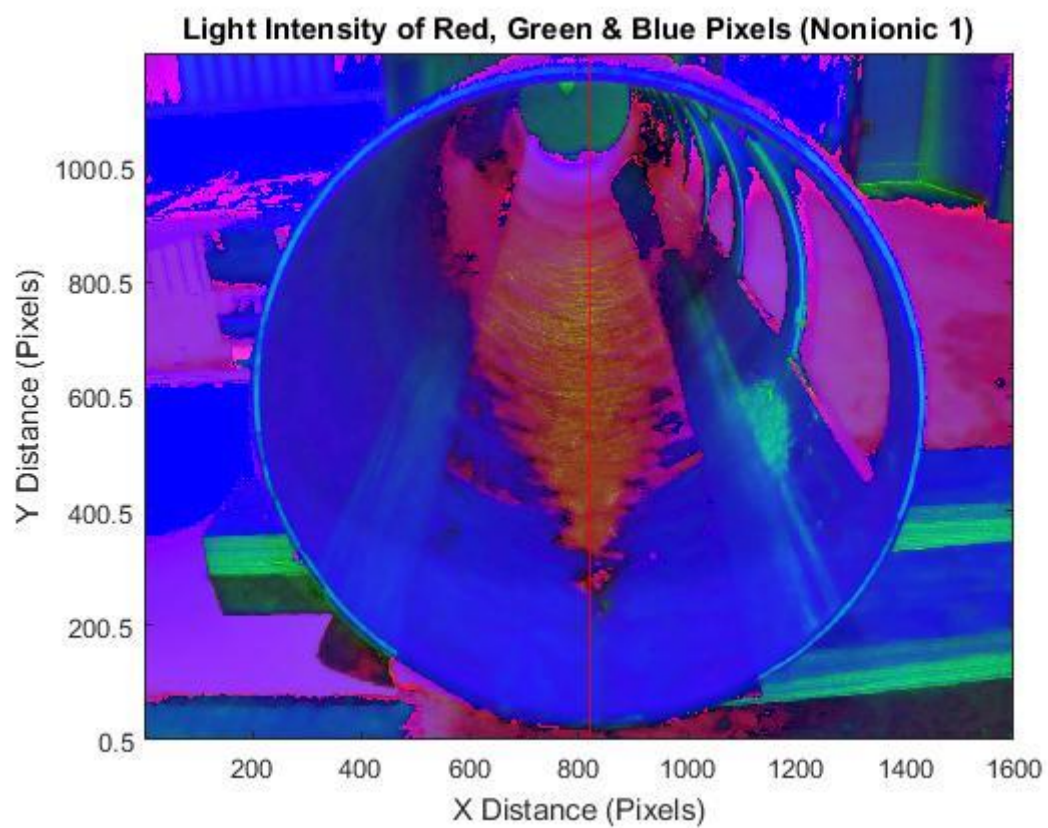 Light Intensity of Red, Green & Blue Pixels (Nonionic 1)
Y Distance (Pixels)
1000.5
800.5
600.5
400.5
200.5
0.5
200 400 600 800 1000 1200 1400 1600
X Distance (Pixels)